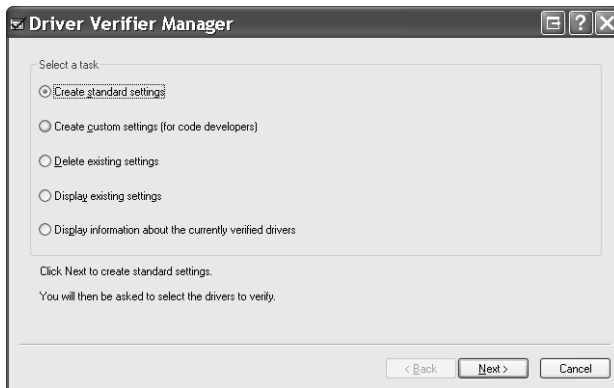 Driver Verifier Manager
Select a task
Create standard settings
Create custom settings (for code developers)
Delete existing settings
Display existing settings
Display information about the currently verified drivers
Click Next to create standard settings.
You will then be asked to select the drivers to verify.
< Back Next > Cancel